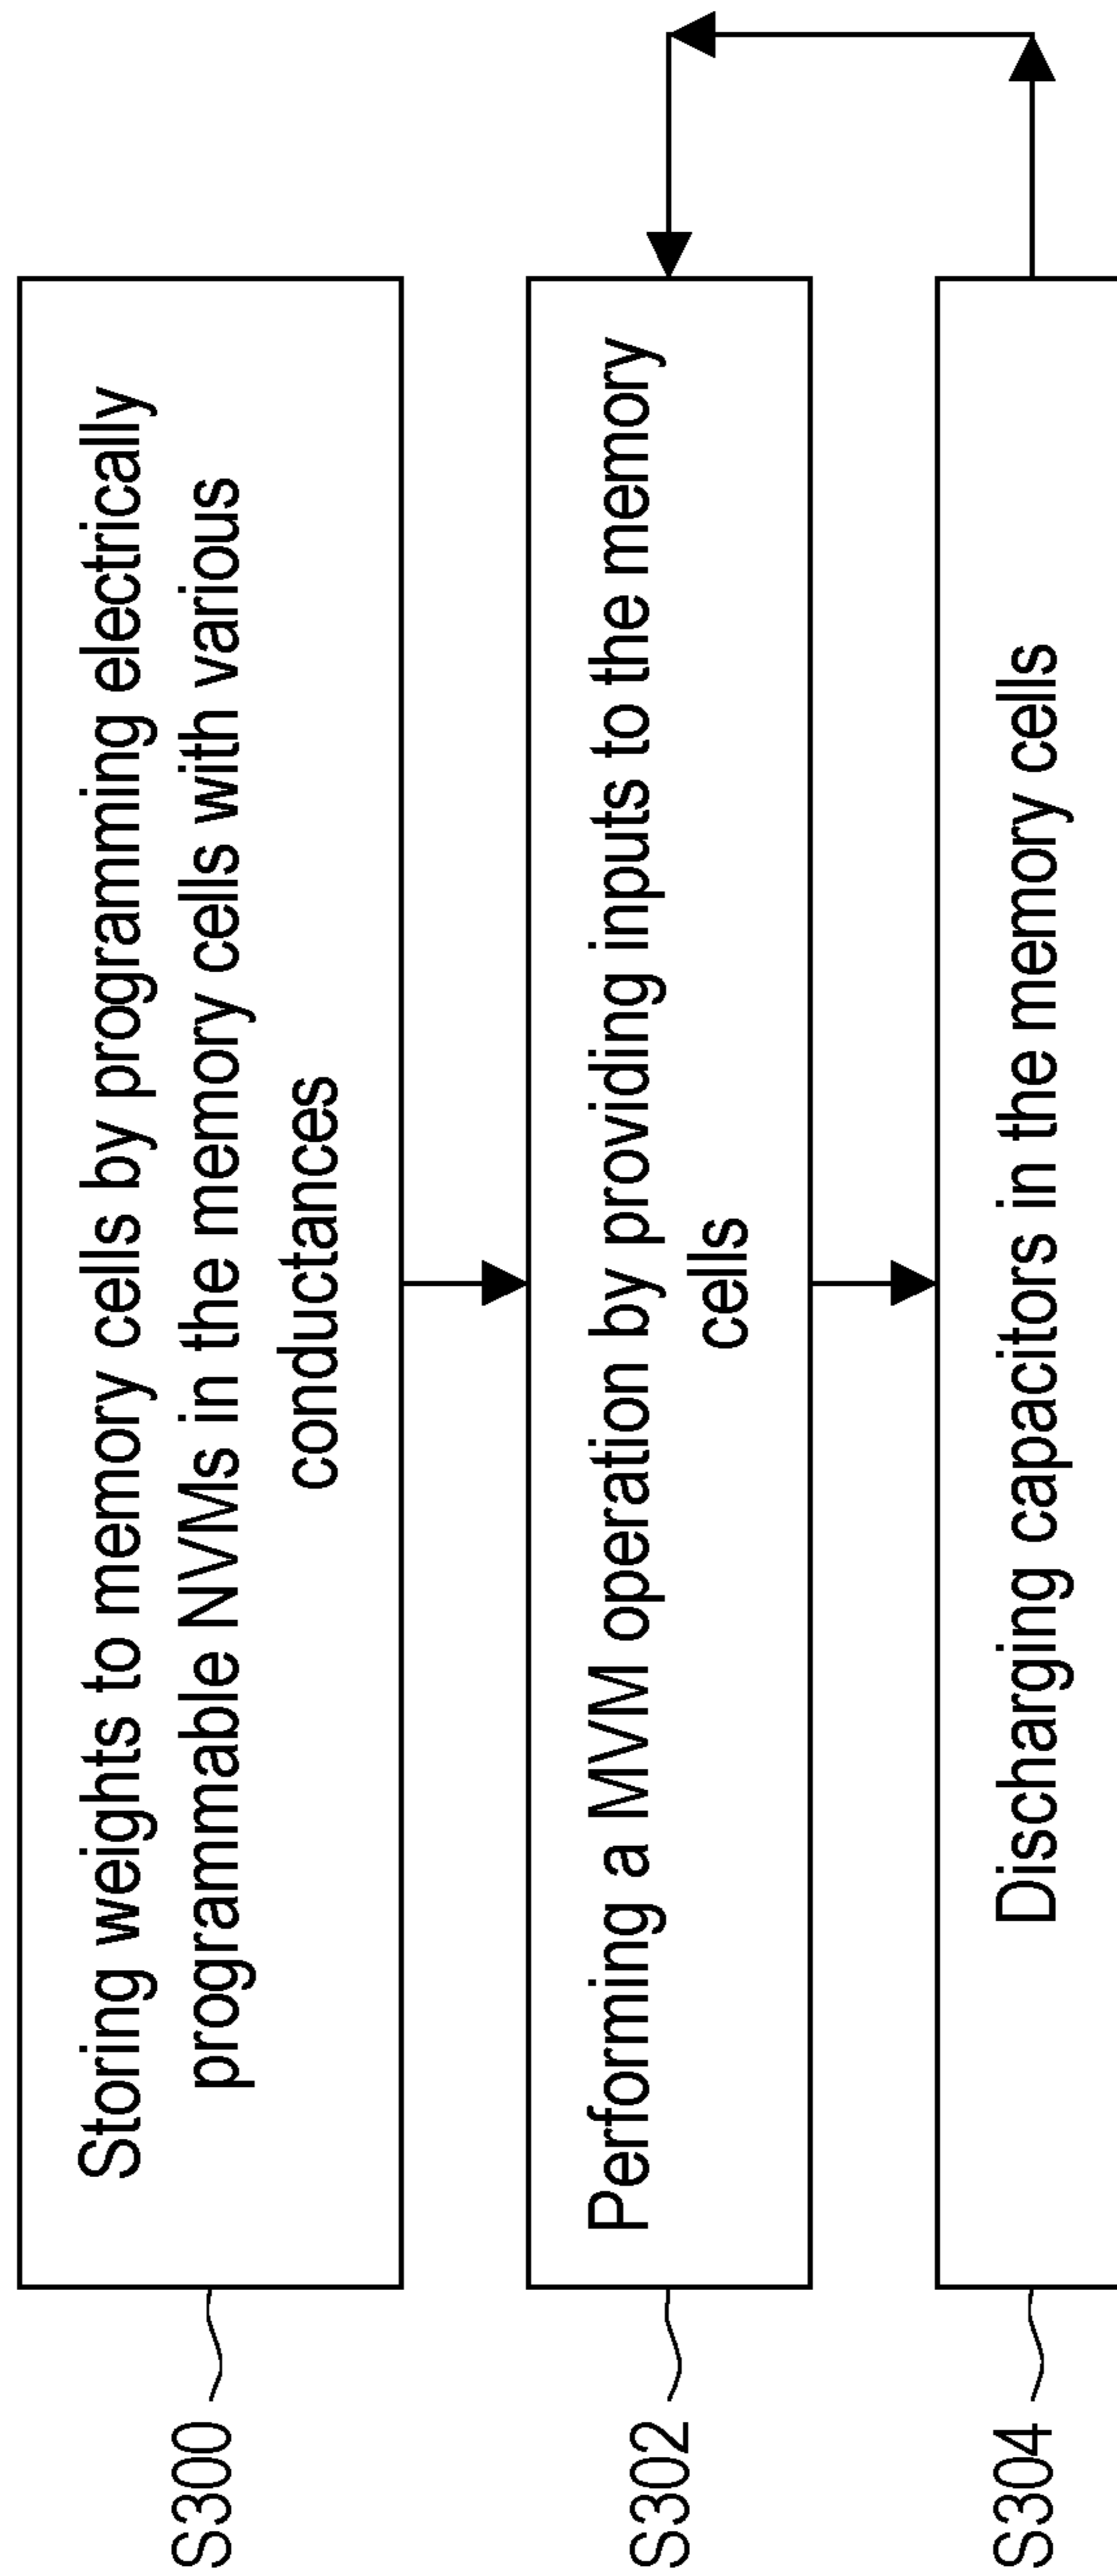 S300
Storing weights to memory cells by programming electrically
programmable NVMs in the memory cells with various
conductances
S302
Performing a MVM operation by providing inputs to the memory
cells
S304
Discharging capacitors in the memory cells